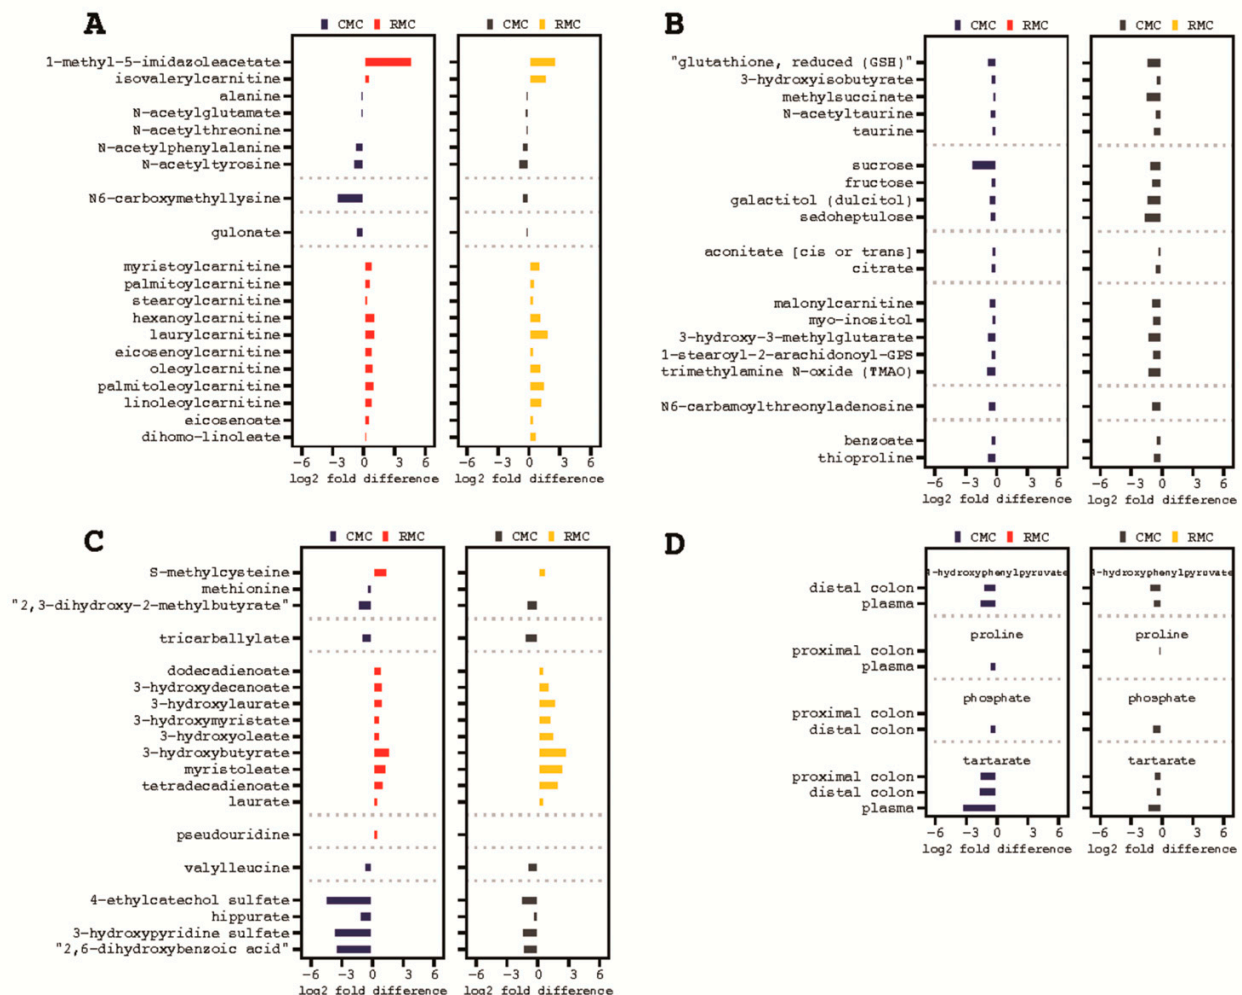 A
CMC RMC
CMC RMC
1-methyl-5-imidazoleacetate
isovalerylcarnitine
alanine
N-acetylglutamate
N-acetylthreonine
N-acetylphenylalanine
N-acetyltyrosine
N6-carboxymethyllysine
gulonate
myristoylcarnitine
palmitoylcarnitine
stearoylcarnitine
hexanoylcarnitine
laurylcarnitine
eicosenoylcarnitine
oleoylcarnitine
palmitoleoylcarnitine
linoleoylcarnitine
eicosenoate
dihomo-linoleate
-6 -3 0 3 6
-6 -3 0 3 6
log2 fold difference
log2 fold difference
B
CMC RMC
CMC RMC
"glutathione, reduced (GSH)"
3-hydroxyisobutyrate
methylsuccinate
N-acetyltaurine
taurine
sucrose
fructose
galactitol (dulcitol)
sedoheptulose
aconitate [cis or trans]
citrate
malonylcarnitine
myo-inositol
3-hydroxy-3-methylglutarate
1-stearoyl-2-arachidonoyl-GPS
trimethylamine N-oxide (TMAO)
N6-carbamoylthreonyladenosine
benzoate
thioproline
-6 -3 0 3 6
-6 -3 0 3 6
log2 fold difference
log2 fold difference
C
CMC RMC
CMC RMC
S-methylcysteine
methionine
"2,3-dihydroxy-2-methylbutyrate"
tricarballylate
dodecadienoate
3-hydroxydecanoate
3-hydroxylaurate
3-hydroxymyristate
3-hydroxyoleate
3-hydroxybutyrate
myristoleate
tetradecadienoate
laurate
pseudouridine
valylleucine
4-ethylcatechol sulfate
hippurate
3-hydroxypyridine sulfate
"2,6-dihydroxybenzoic acid"
-6 -3 0 3 6
-6 -3 0 3 6
log2 fold difference
log2 fold difference
D
CMC RMC
CMC RMC
4-hydroxyphenylpyruvate
4-hydroxyphenylpyruvate
distal colon
plasma
proline
proline
proximal colon
plasma
phosphate
phosphate
proximal colon
distal colon
tartarate
tartarate
proximal colon
distal colon
plasma
-6 -3 0 3 6
-6 -3 0 3 6
log2 fold difference
log2 fold difference